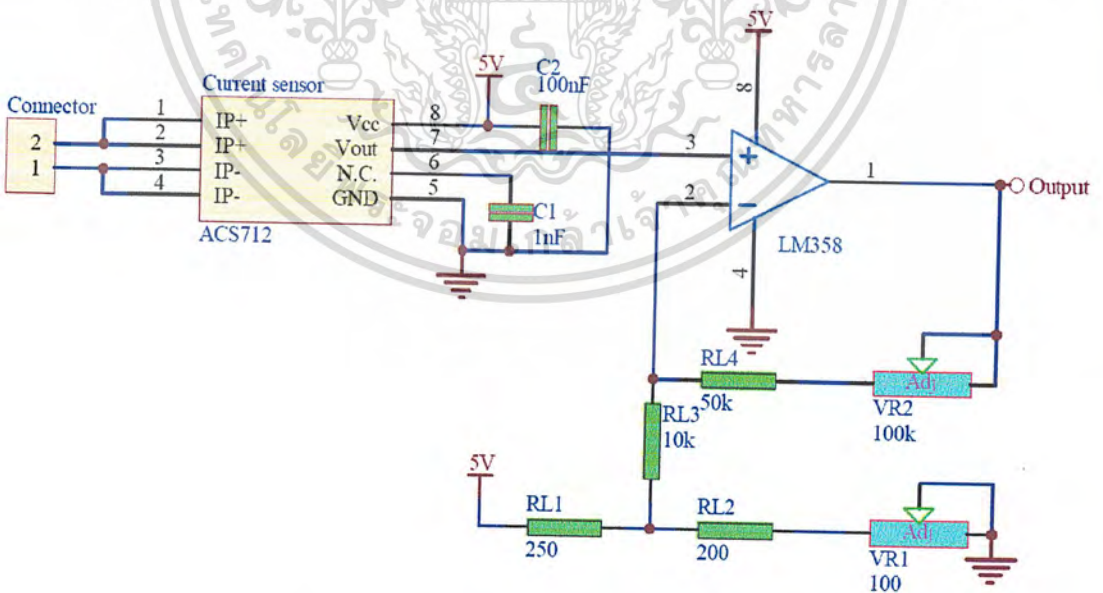 5V
C2
100nF
Current sensor
Connector
2
1
1
2
3
4
IP+
IP+
IP-
IP-
Vcc
Vout
N.C.
GND
8
7
6
5
ACS712
C1
1nF
5V
8
3
2
+
−
1
4
Output
LM358
RL4
50k
Adj
VR2
100k
RL3
10k
5V
RL1
250
RL2
200
Adj
VR1
100